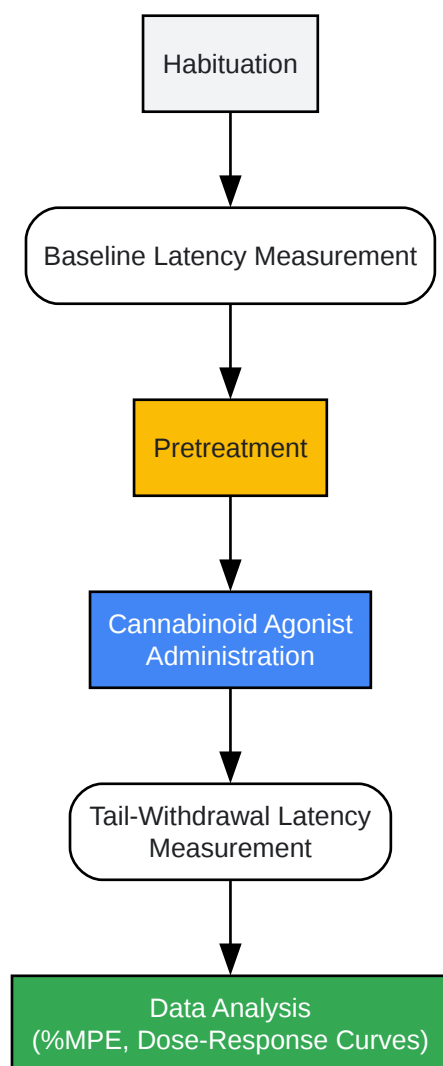 Habituation
Baseline Latency Measurement
Pretreatment
Cannabinoid Agonist
Administration
Tail-Withdrawal Latency
Measurement
Data Analysis
(%MPE, Dose-Response Curves)